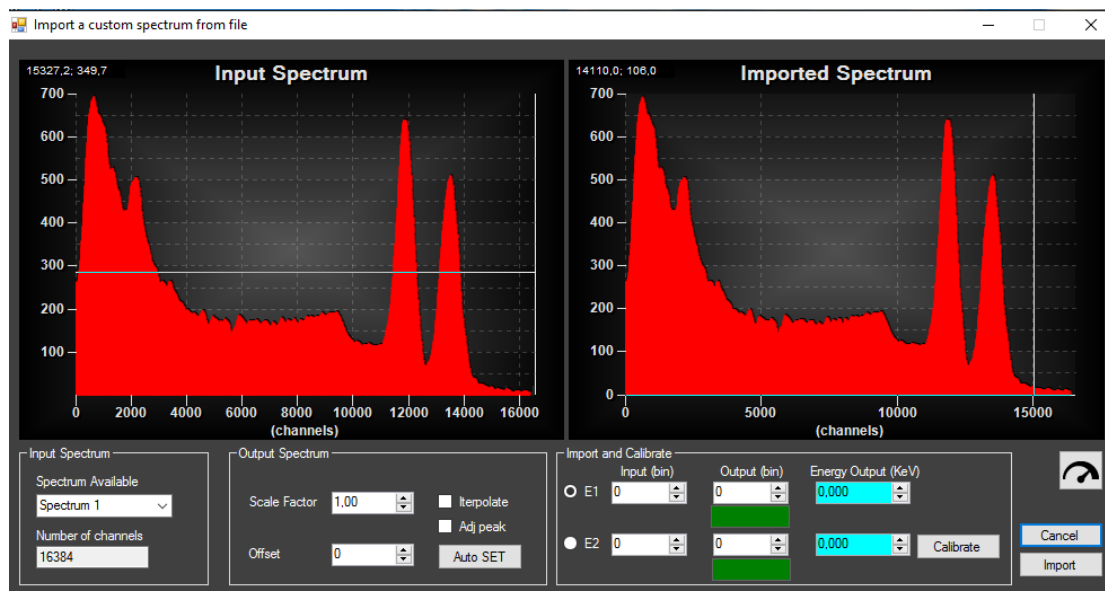 Import a custom spectrum from file
15327,2; 349,7
Input Spectrum
700
600
500
400
300
200
100
0 2000 4000 6000 8000 10000 12000 14000 16000
(channels)
14110,0; 106,0
Imported Spectrum
700
600
500
400
300
200
100
0
0 5000 10000 15000
(channels)
Input Spectrum
Spectrum Available
Spectrum 1
Number of channels
16384
Output Spectrum
Scale Factor 1,00 Iterpolate
Adj peak
Offset 0 Auto SET
Import and Calibrate
Input (bin) Output (bin) Energy Output (KeV)
E1 0 0 0,000
E2 0 0 0,000 Calibrate
Cancel
Import